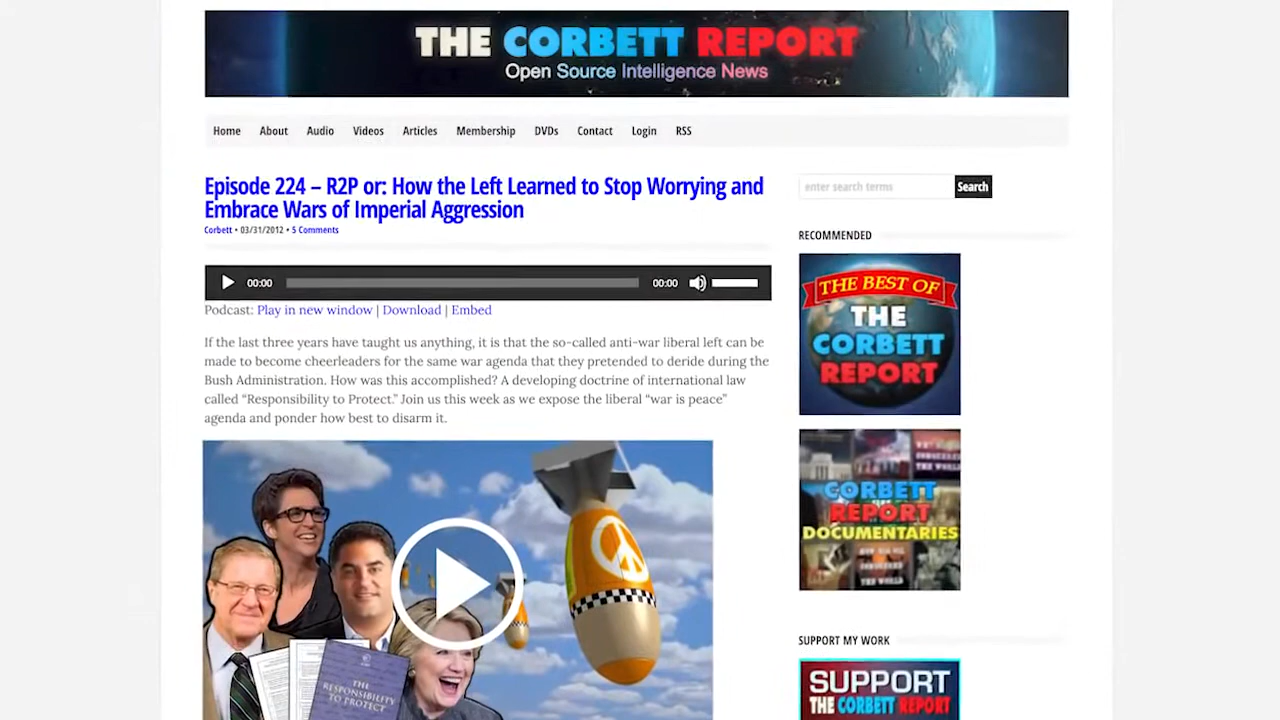 THE CORBETT REPORT
Open Source Intelligence News
Home About Audio Videos Articles Membership DVDs Contact Login RSS
Episode 224 – R2P or: How the Left Learned to Stop Worrying and
Embrace Wars of Imperial Aggression
Corbett • 03/31/2012 • 5 Comments
00:00 00:00
Podcast: Play in new window | Download | Embed
If the last three years have taught us anything, it is that the so-called anti-war liberal left can be
made to become cheerleaders for the same war agenda that they pretended to deride during the
Bush Administration. How was this accomplished? A developing doctrine of international law
called “Responsibility to Protect.” Join us this week as we expose the liberal “war is peace”
agenda and ponder how best to disarm it.
THE
RESPONSIBILITY
TO PROTECT
enter search terms Search
RECOMMENDED
THE BEST OF
THE
CORBETT
REPORT
CORBETT
REPORT
DOCUMENTARIES
SUPPORT MY WORK
SUPPORT
THE CORBETT REPORT